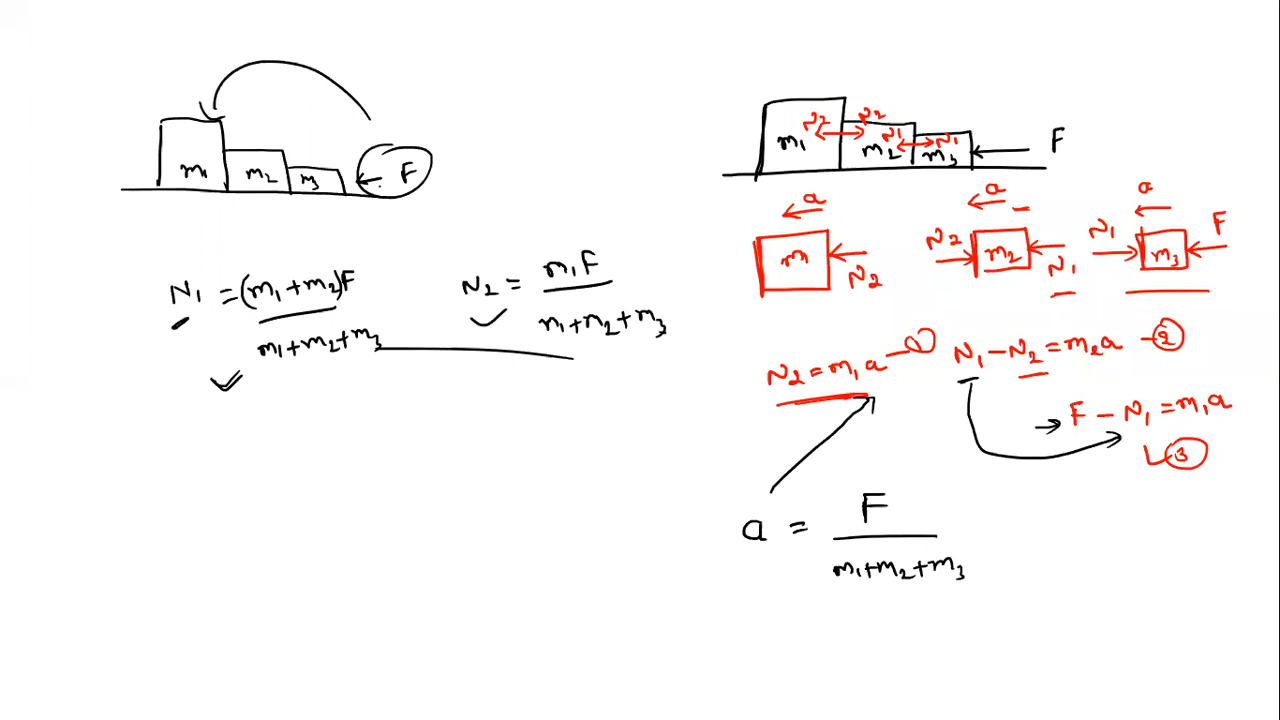 m1 m2 m3 F
N1 = (m1+m2)F
m1+m2+m3
N2 = m1F
m1+m2+m3
m1 N2 N2 m2 N1 N1 m3 F
a a a
m N2
N2 m2 N1
N1 m3 F
N2 = m1a - 1
N1 - N2 = m2a - 2
→ F - N1 = m1a
3
a = F
m1+m2+m3